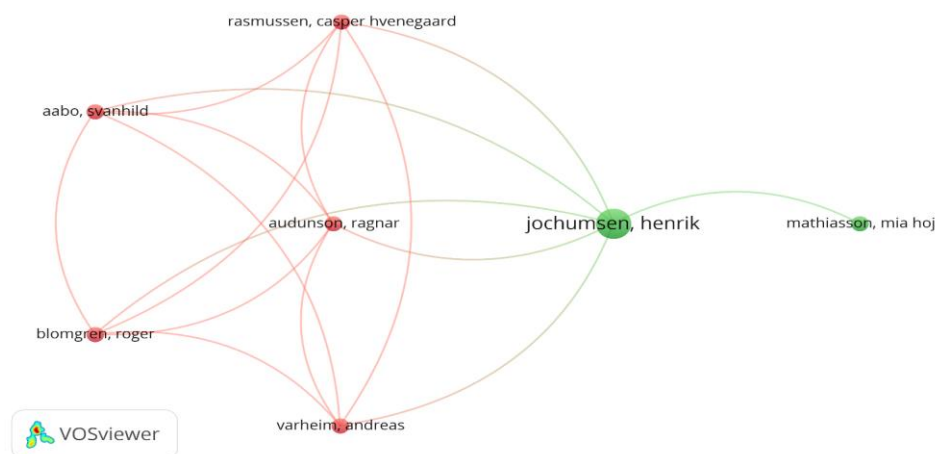 rasmussen, casper hvenegaard
aabo, svanhild
audunson, ragnar
jochumsen, henrik
mathiasson, mia hoj
blomgren, roger
varheim, andreas
VOSviewer